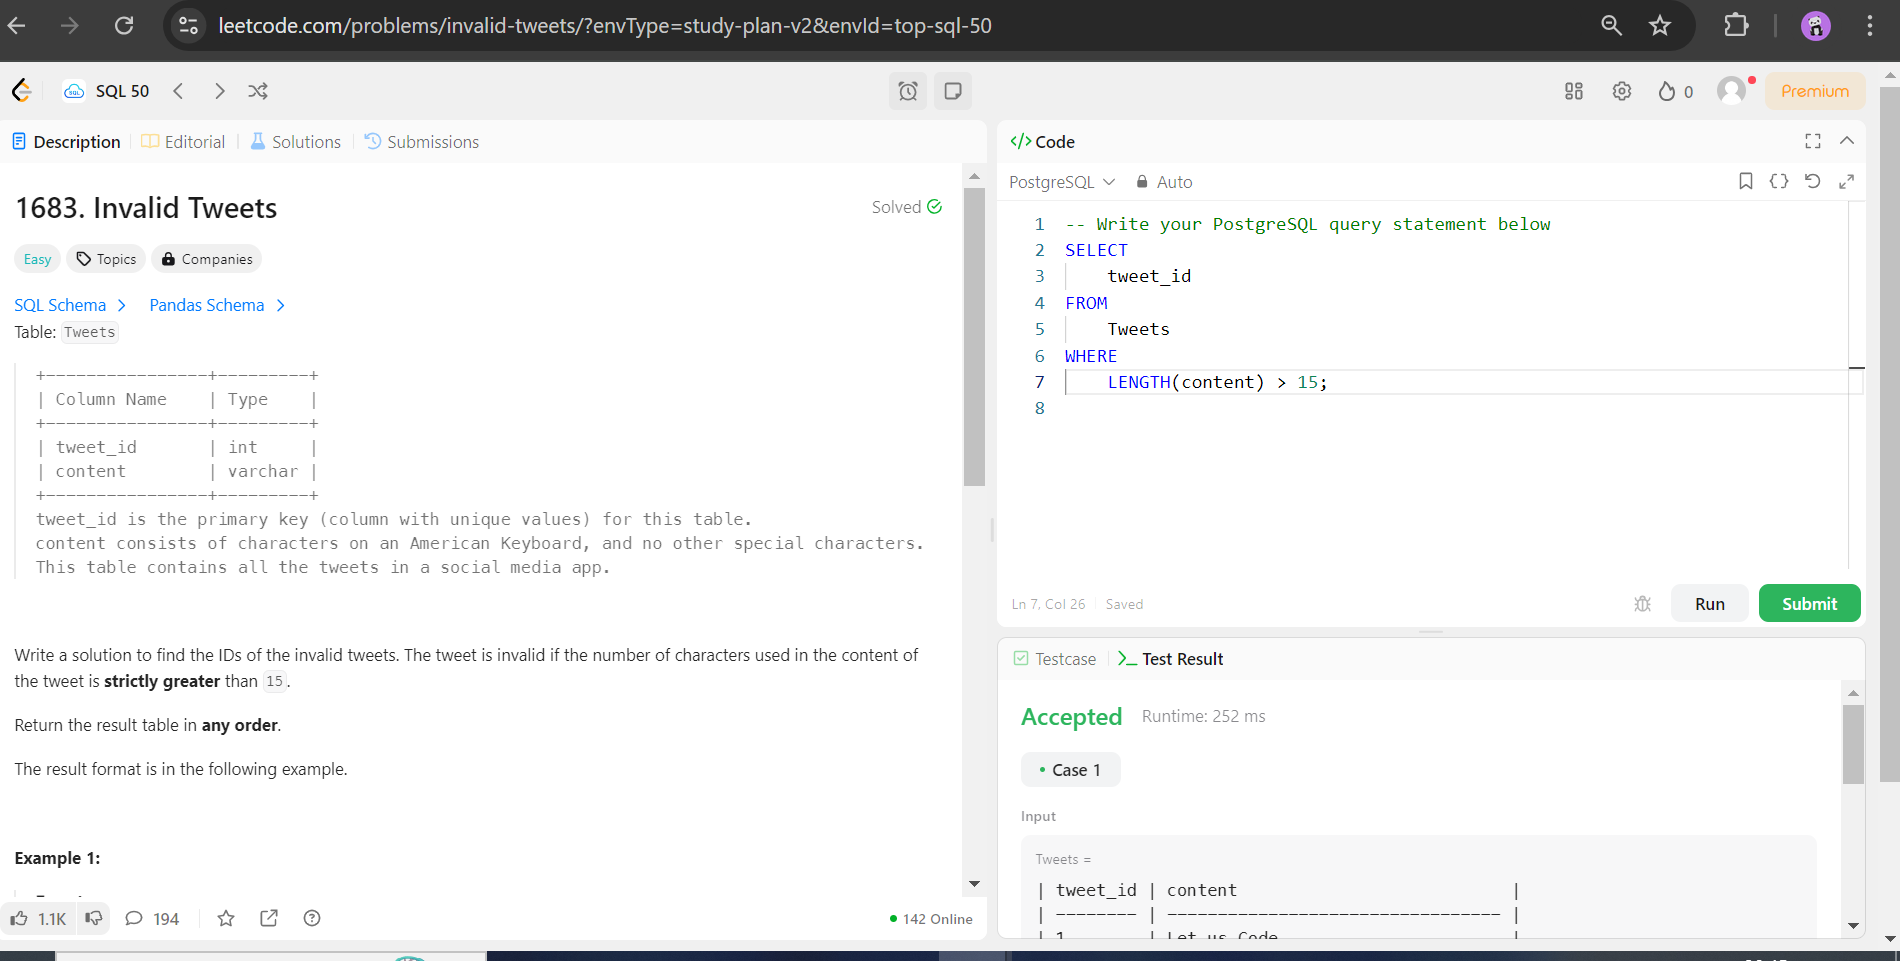 leetcode.com/problems/invalid-tweets/?envType=study-plan-v2&envId=top-sql-50
SQL 50
0
Premium
Description
Editorial
Solutions
Submissions
1683. Invalid Tweets
Solved
Easy
Topics
Companies
SQL Schema
Pandas Schema
Table: Tweets
+----------------+---------+
| Column Name    | Type    |
+----------------+---------+
| tweet_id       | int     |
| content        | varchar |
+----------------+---------+
tweet_id is the primary key (column with unique values) for this table.
content consists of characters on an American Keyboard, and no other special characters.
This table contains all the tweets in a social media app.
Write a solution to find the IDs of the invalid tweets. The tweet is invalid if the number of characters used in the content of
the tweet is strictly greater than 15.
Return the result table in any order.
The result format is in the following example.
Example 1:
1.1K
194
142 Online
</> Code
PostgreSQL
Auto
1 -- Write your PostgreSQL query statement below
2 SELECT
3     tweet_id
4 FROM
5     Tweets
6 WHERE
7     LENGTH(content) > 15;
8
Ln 7, Col 26
Saved
Run
Submit
Testcase
Test Result
Accepted
Runtime: 252 ms
• Case 1
Input
Tweets =
| tweet_id | content                           |
| -------- | --------------------------------- |
| 1        | Let us Code                       |